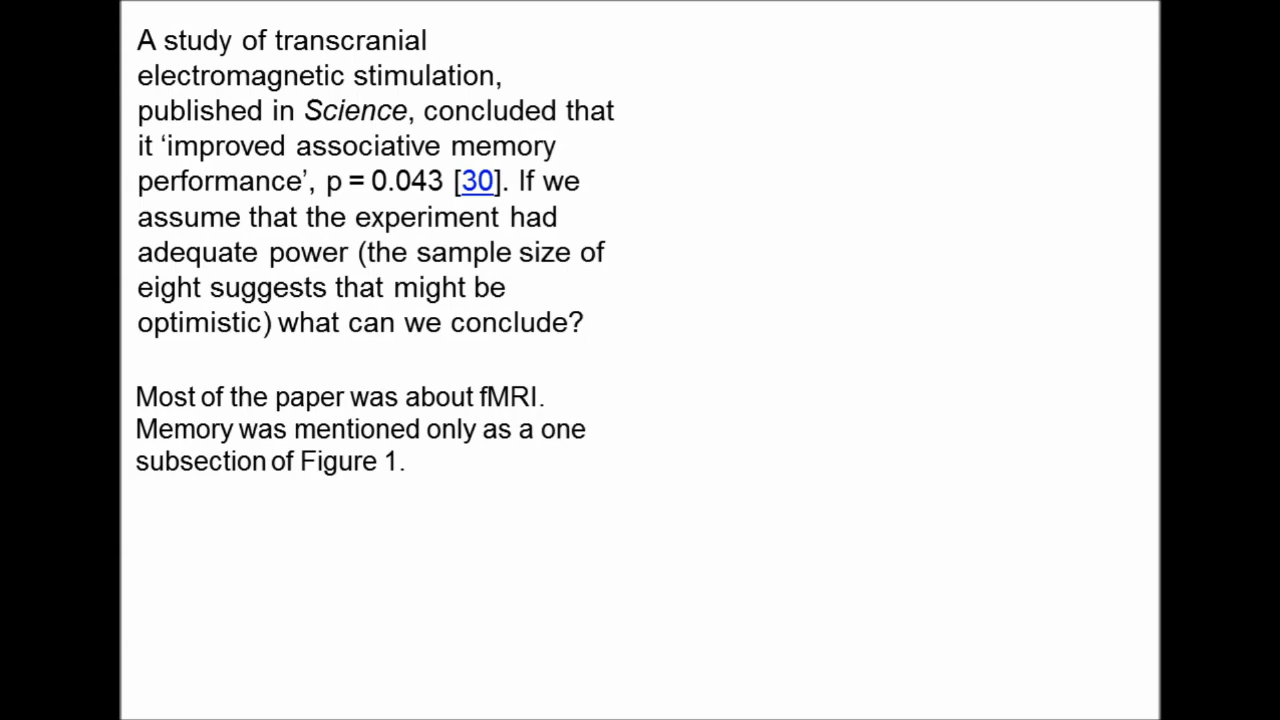 A study of transcranial
electromagnetic stimulation,
published in Science, concluded that
it ‘improved associative memory
performance’, p = 0.043 [30]. If we
assume that the experiment had
adequate power (the sample size of
eight suggests that might be
optimistic) what can we conclude?
Most of the paper was about fMRI.
Memory was mentioned only as a one
subsection of Figure 1.